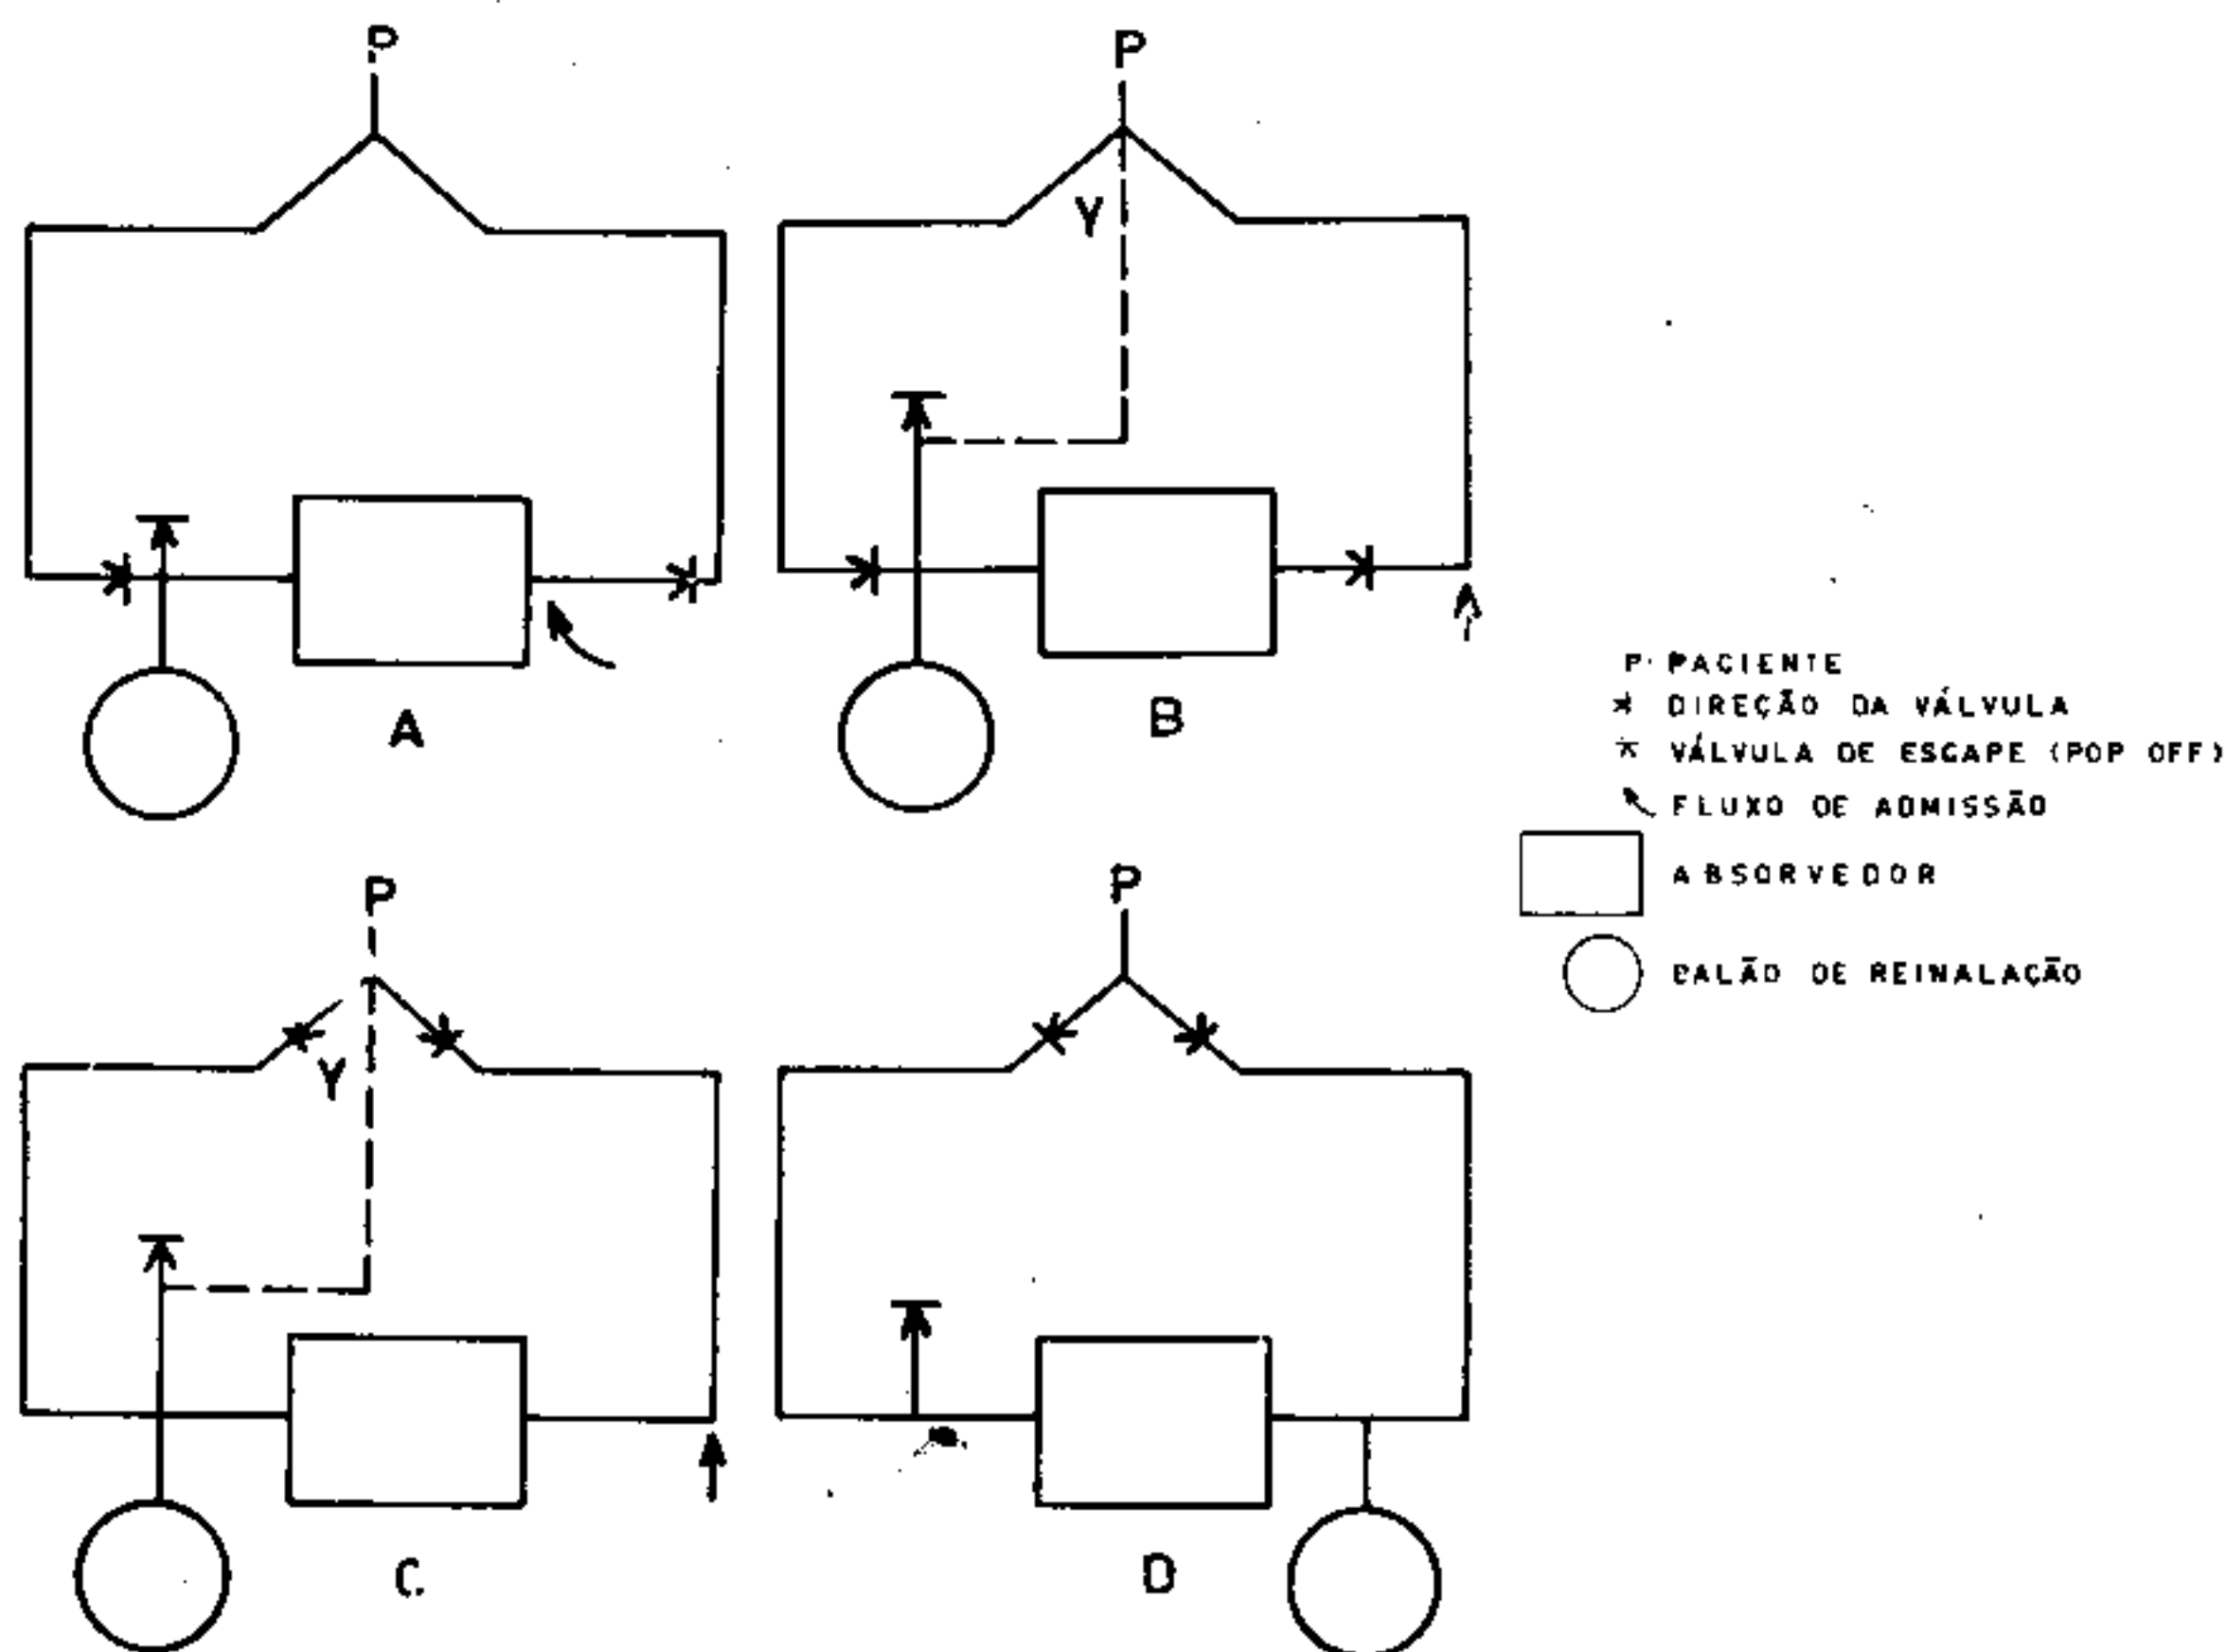 P
P
Y
A
B
P· PACIENTE
DIREÇÃO DA VÁLVULA
VÁLVULA DE ESCAPE (POP OFF)
FLUXO DE ADMISSÃO
ABSORVEDOR
BALÃO DE REINALAÇÃO
P
P
Y
C
D